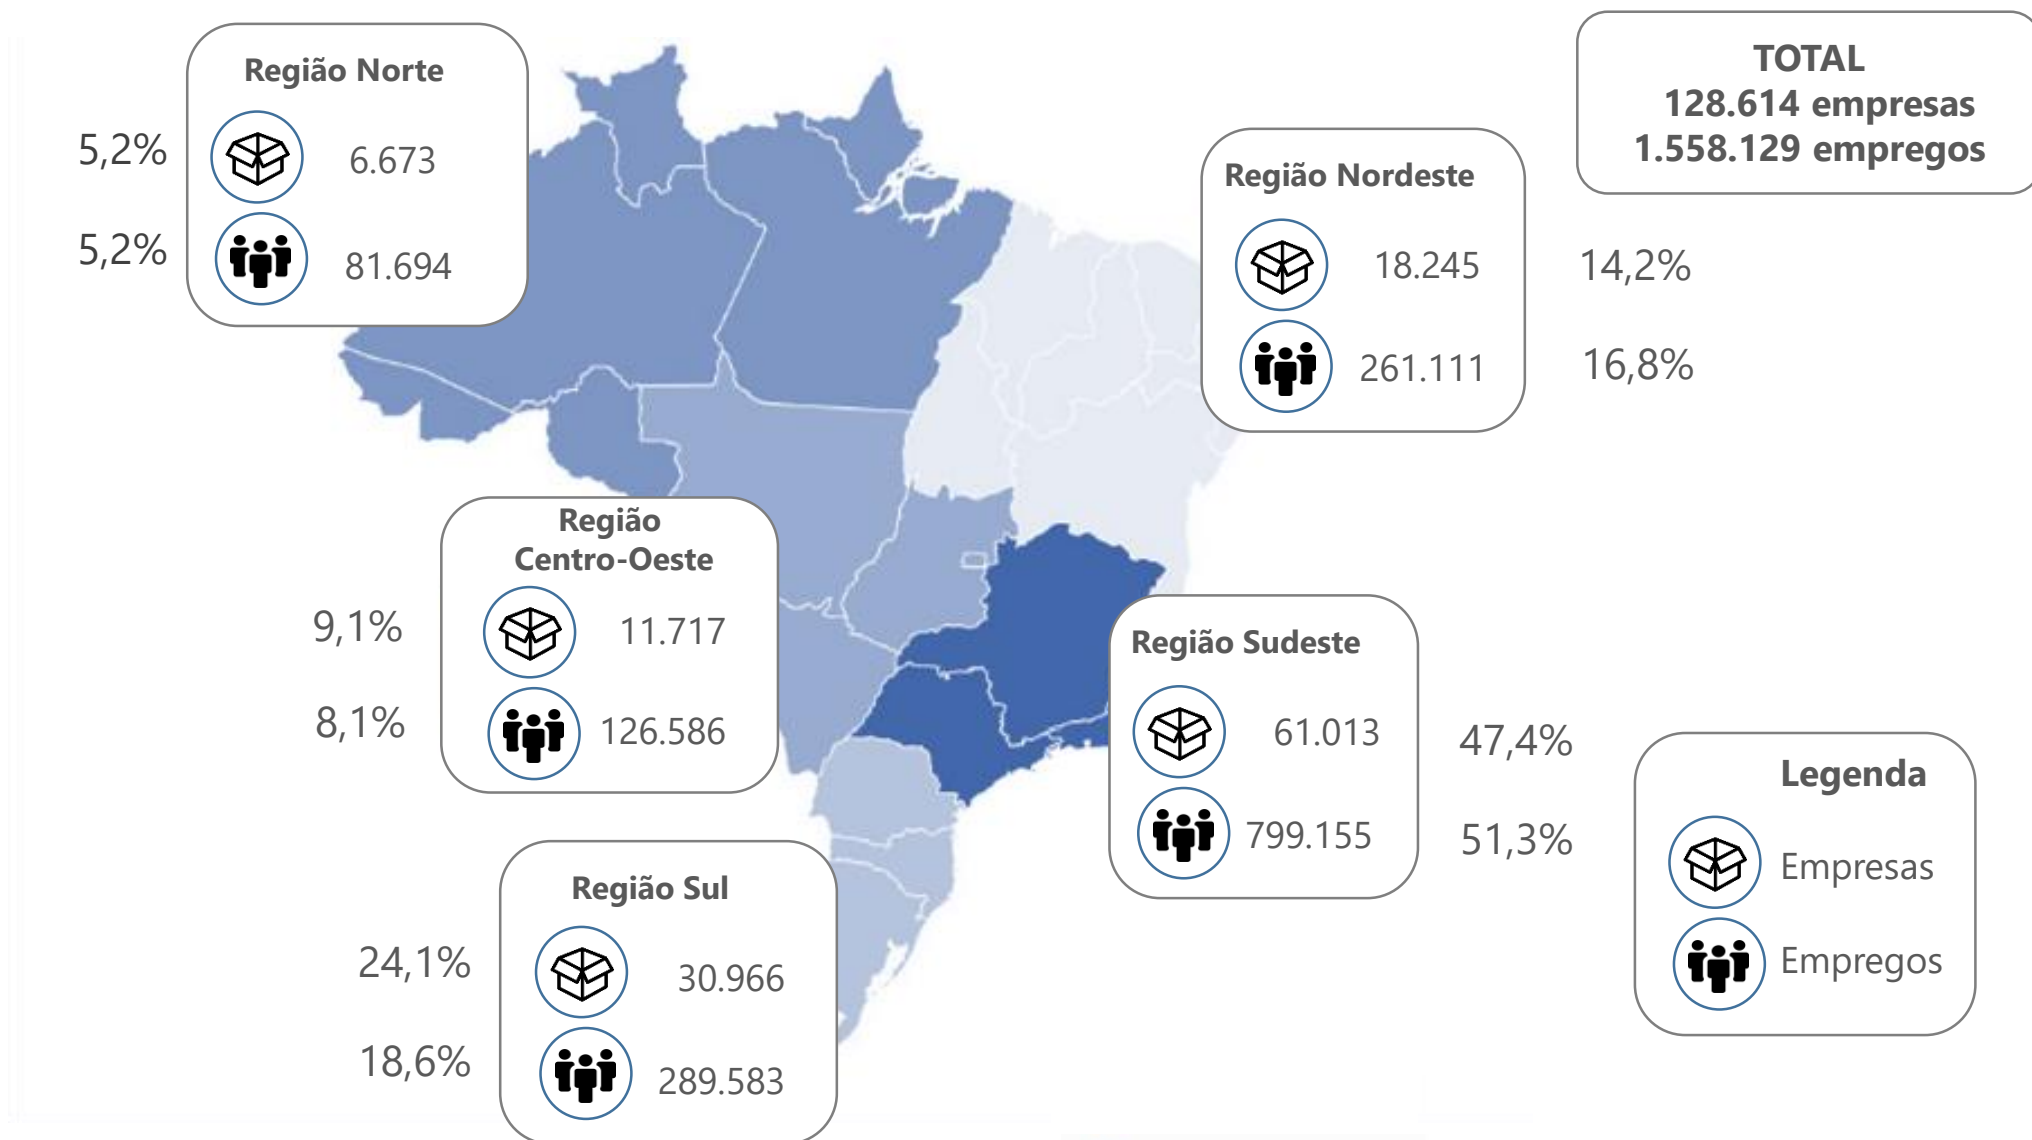 Região Norte
5,2% 6.673
5,2% 81.694
TOTAL
128.614 empresas
1.558.129 empregos
Região Nordeste
18.245 14,2%
261.111 16,8%
Região
Centro-Oeste
9,1% 11.717
8,1% 126.586
Região Sudeste
61.013 47,4%
799.155 51,3%
Região Sul
24,1% 30.966
18,6% 289.583
Legenda
Empresas
Empregos